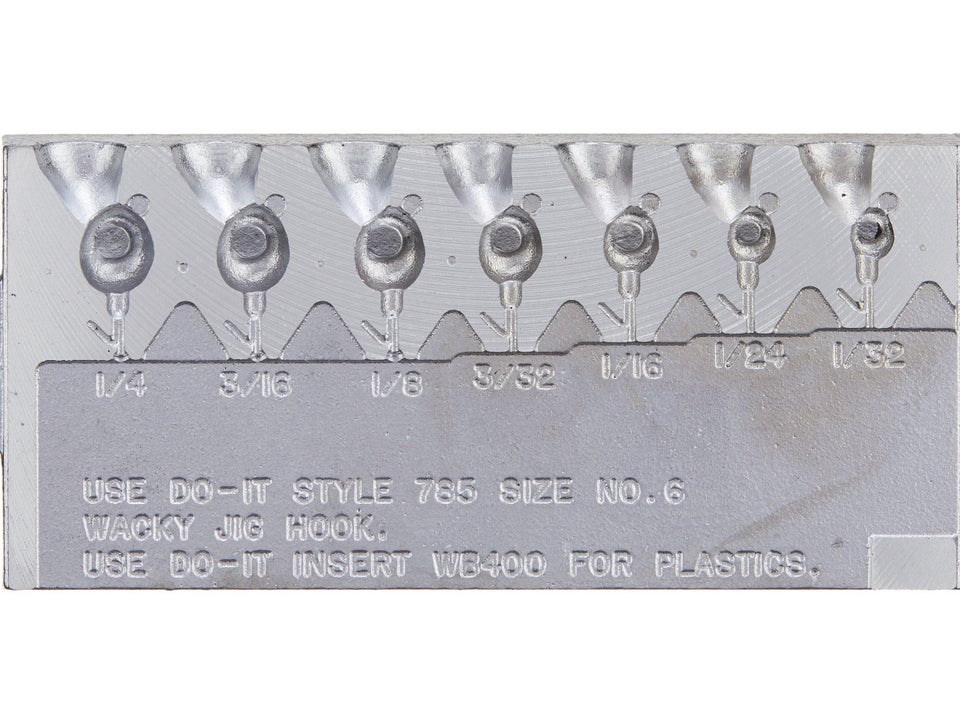 1/4 3/16 1/8 3/32 1/16 1/24 1/32
USE DO-IT STYLE 785 SIZE NO.6
WACKY JIG HOOK.
USE DO-IT INSERT WB400 FOR PLASTICS.